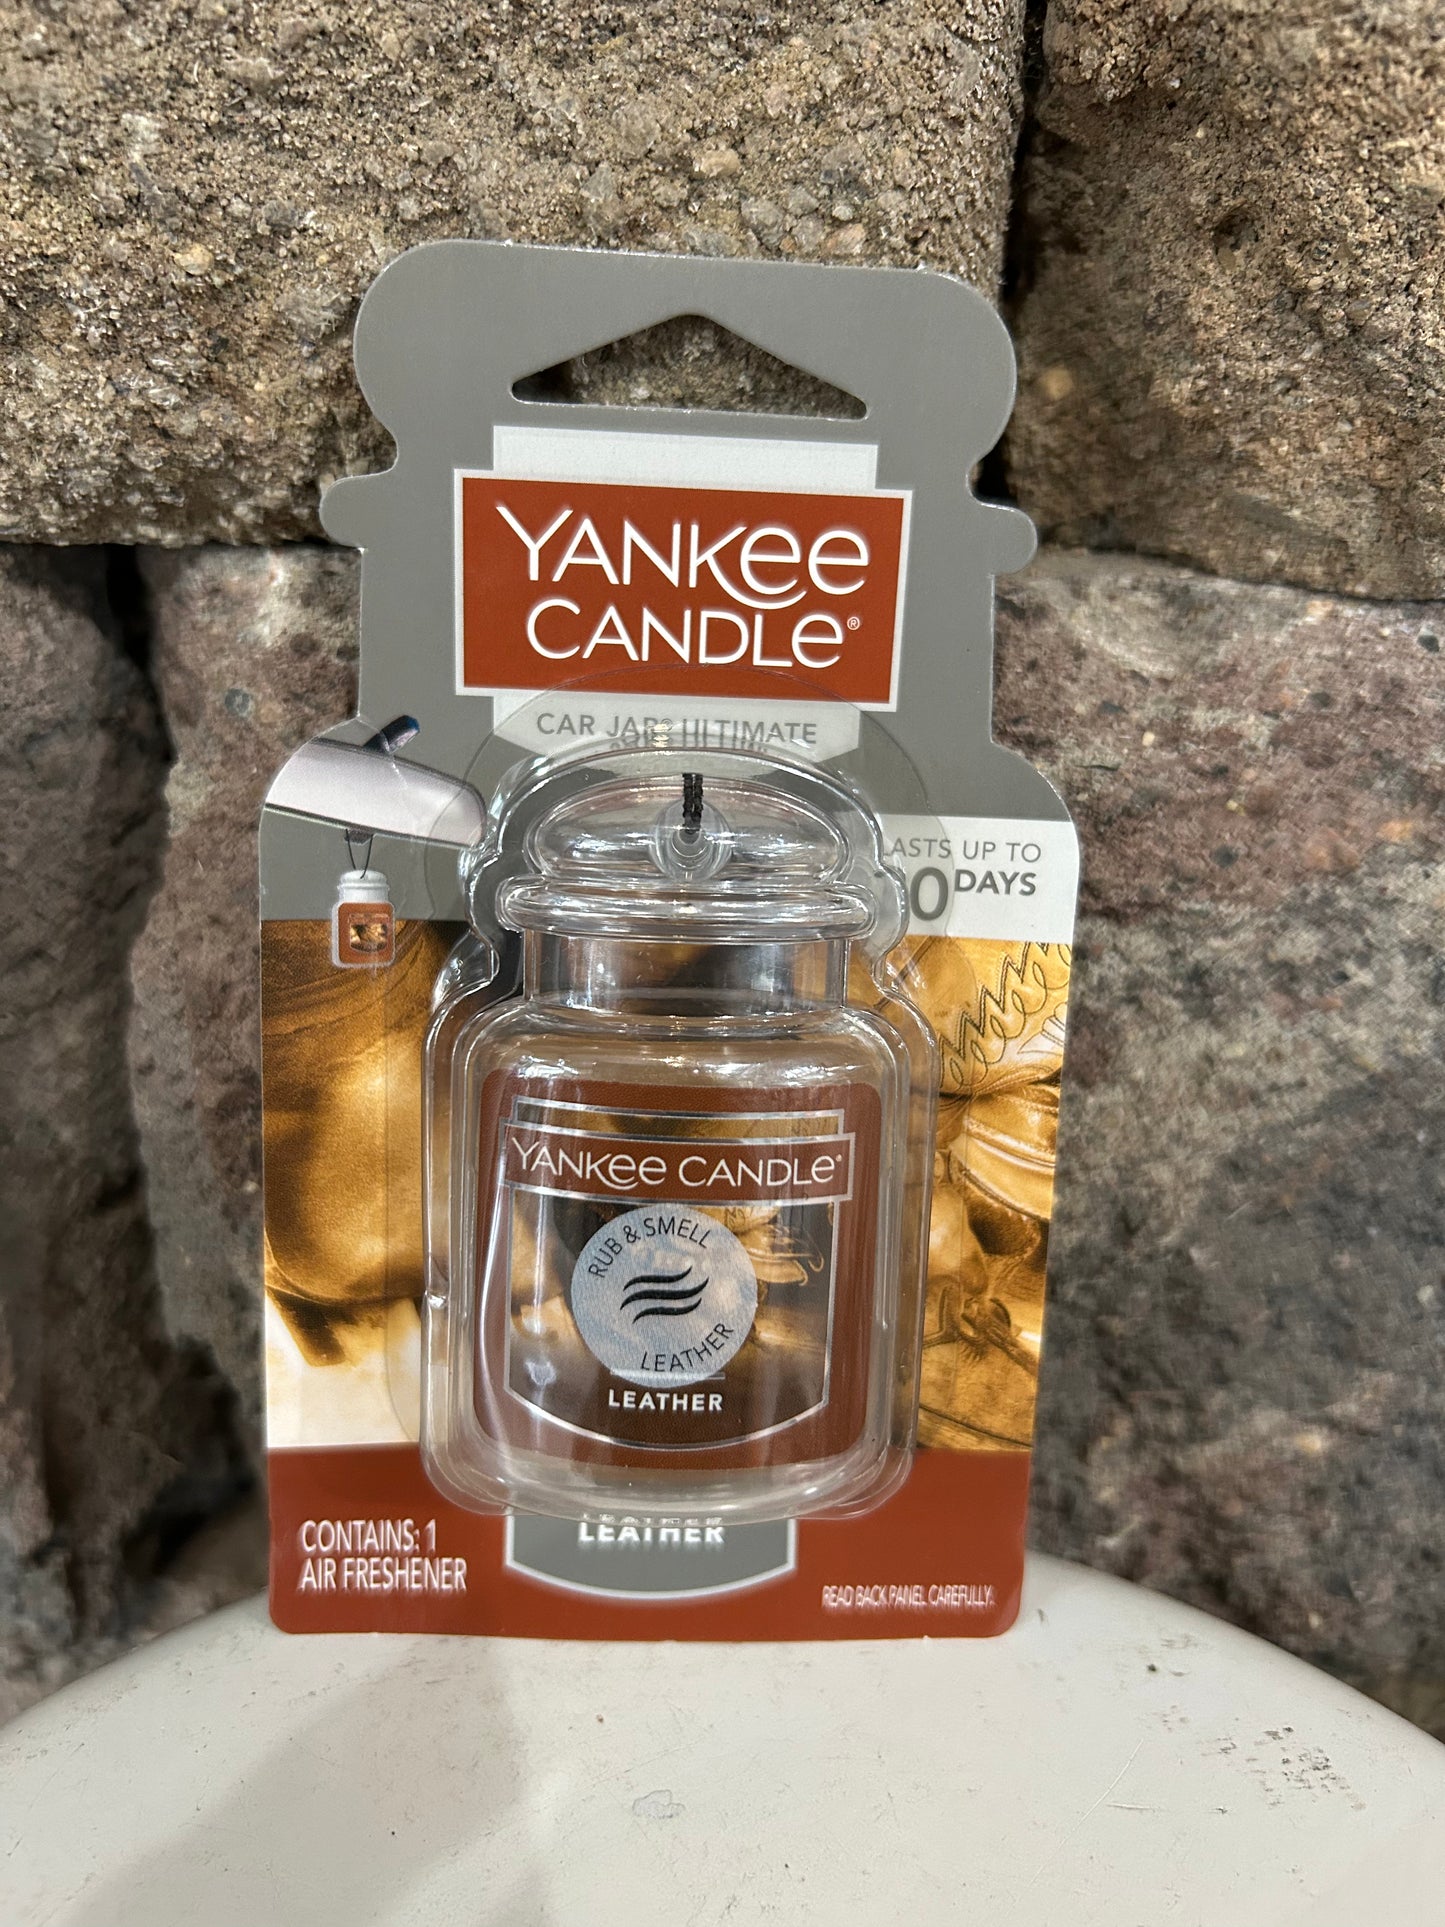 YANKEE
CANDLE®
CAR JAR® ULTIMATE
LASTS UP TO
DAYS
YANKEE CANDLE®
RUB & SMELL
LEATHER
LEATHER
LEATHER
CONTAINS: 1
AIR FRESHENER
READ BACK PANEL CAREFULLY.